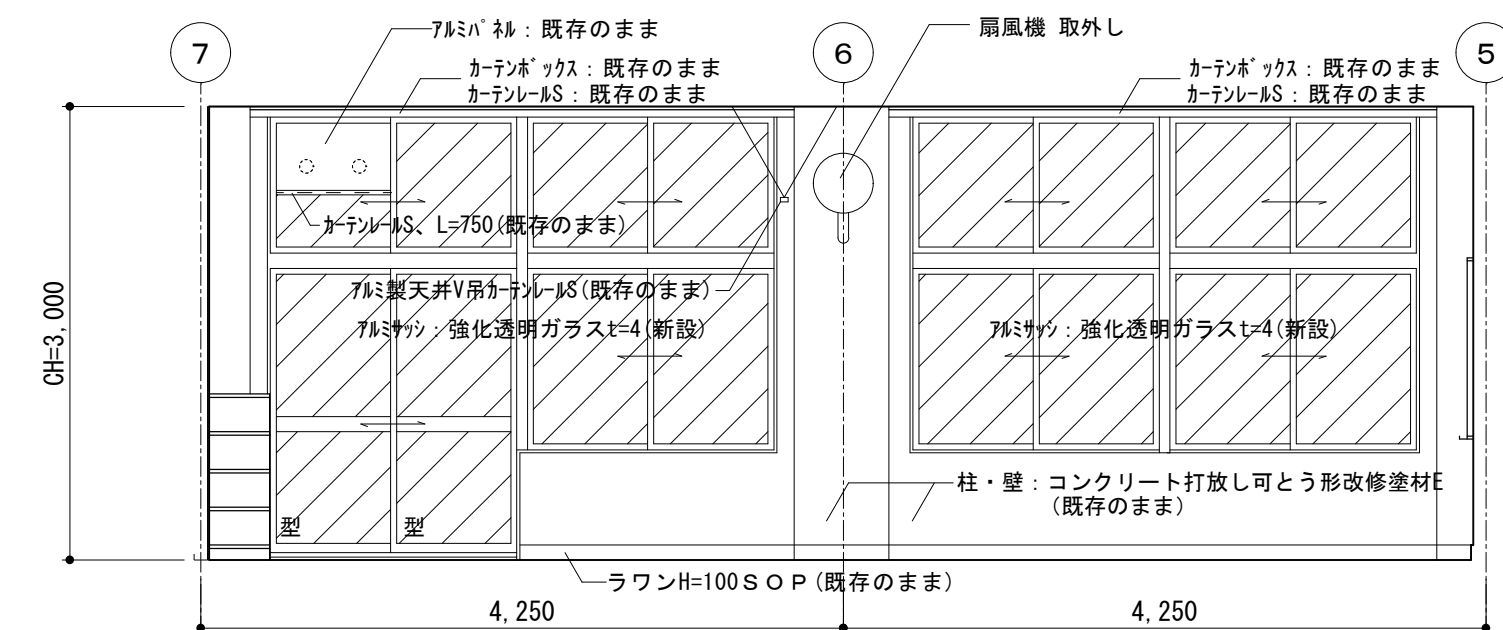 アルミパネル：既存のまま
扇風機 取外し
7
6
5
カーテンボックス：既存のまま
カーテンレールS：既存のまま
カーテンボックス：既存のまま
カーテンレールS：既存のまま
カーテンレールS、L=750(既存のまま)
アルミ製天井V吊カーテンレールS(既存のまま)
アルミサッシ：強化透明ガラスt=4(新設)
アルミサッシ：強化透明ガラスt=4(新設)
CH=3,000
柱・壁：コンクリート打放し可とう形改修塗材E
(既存のまま)
型
型
ラワンH=100ＳＯＰ(既存のまま)
4,250
4,250